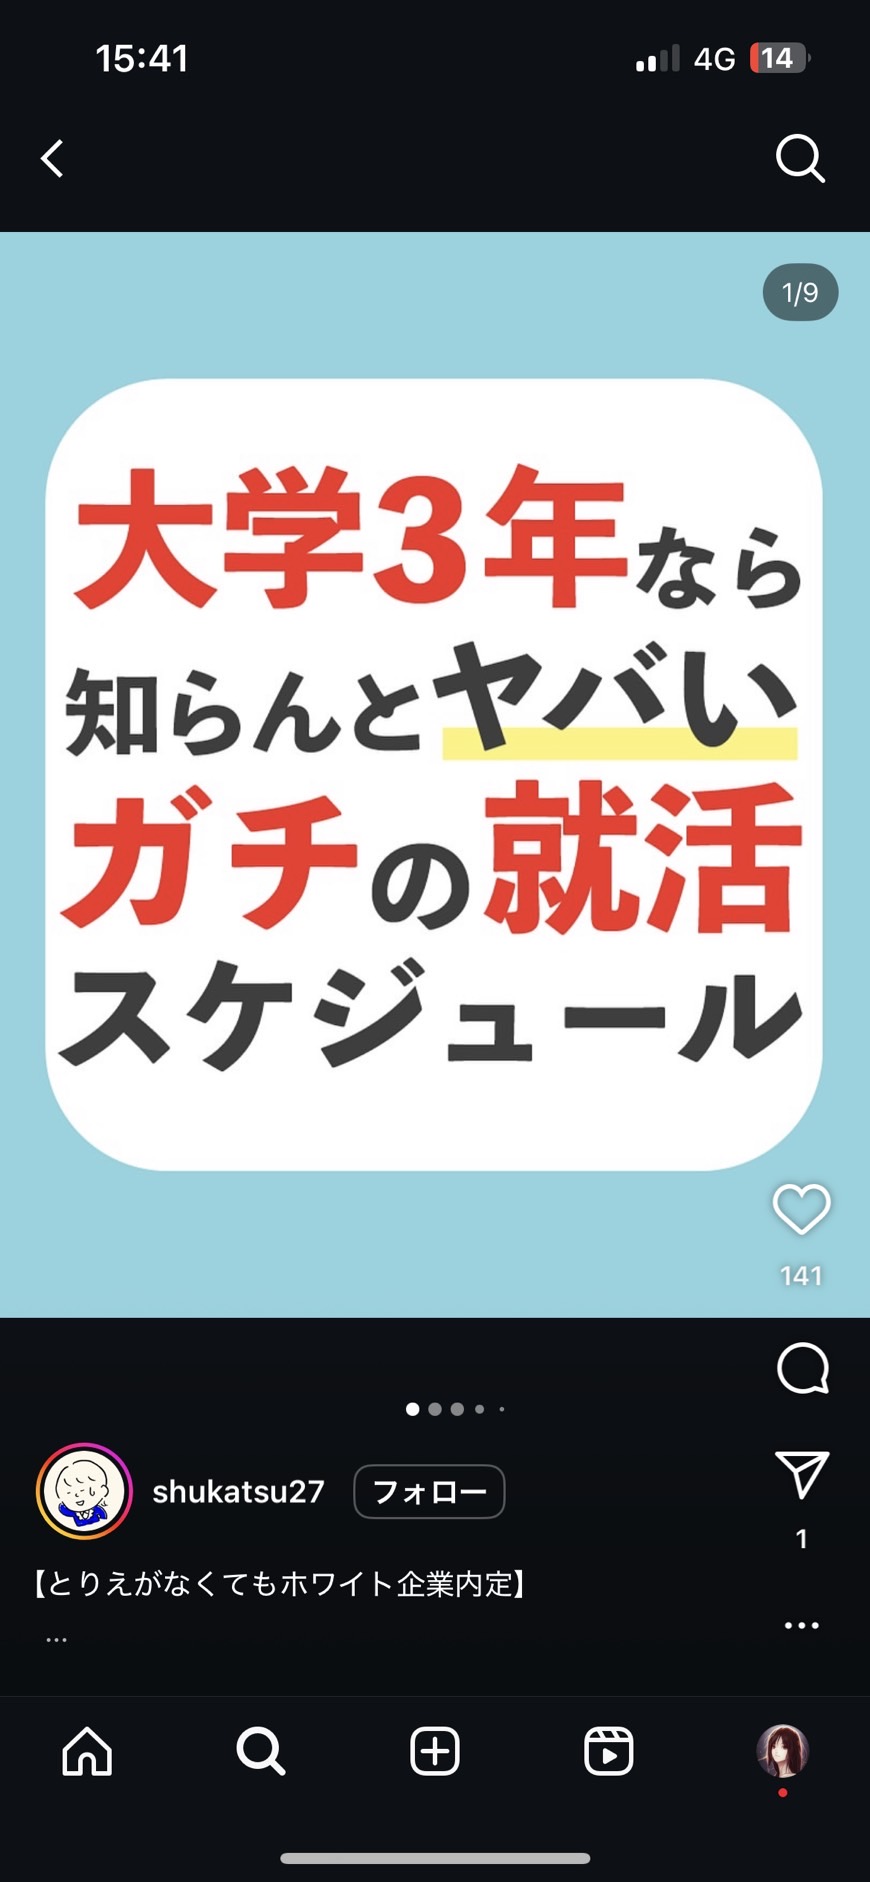 15:41
4G 14
1/9
大学3年なら
知らんとヤバい
ガチの就活
スケジュール
141
shukatsu27 フォロー
1
【とりえがなくてもホワイト企業内定】
...